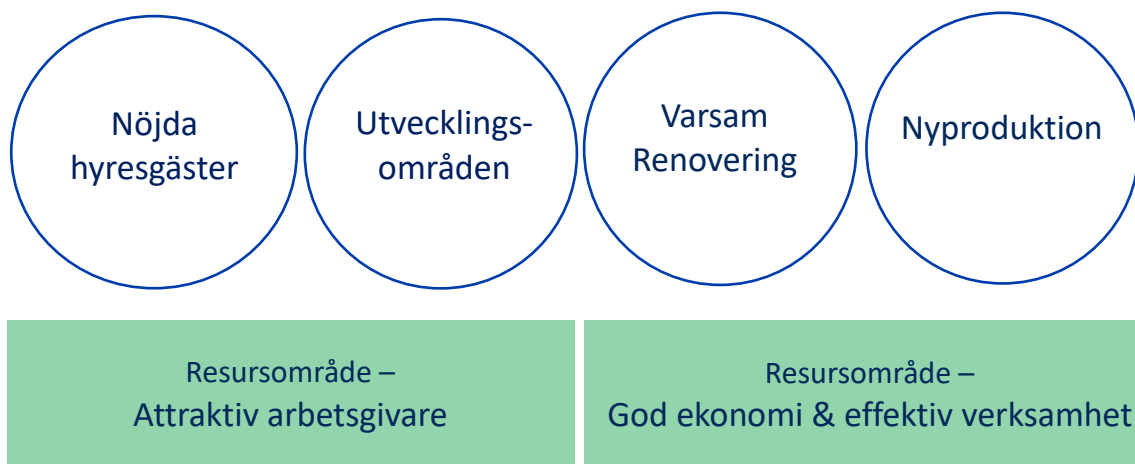 Nöjda
hyresgäster
Utvecklings-
områden
Varsam
Renovering
Nyproduktion
Resursområde –
Attraktiv arbetsgivare
Resursområde –
God ekonomi & effektiv verksamhet